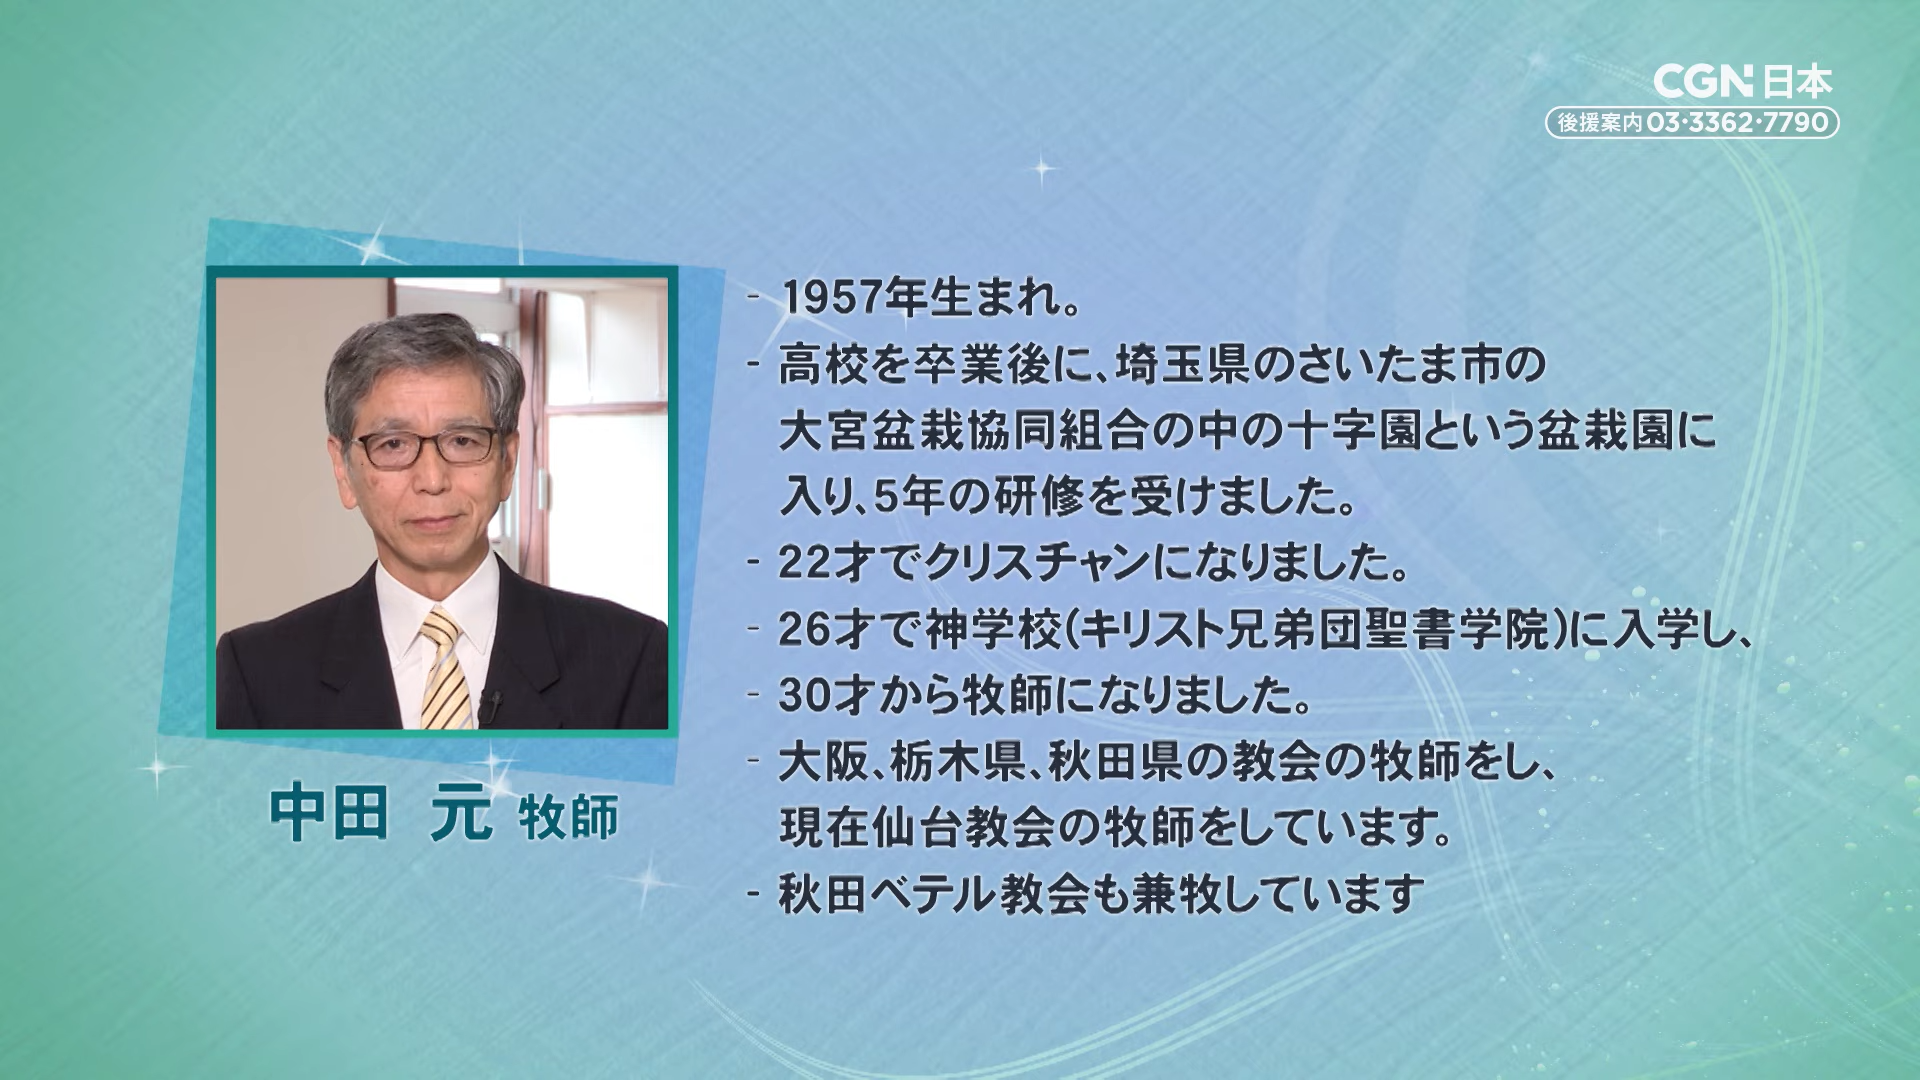 CGN日本
後援案内 03·3362·7790
- 1957年生まれ。
- 高校を卒業後に、埼玉県のさいたま市の
大宮盆栽協同組合の中の十字園という盆栽園に
入り、5年の研修を受けました。
- 22才でクリスチャンになりました。
- 26才で神学校(キリスト兄弟団聖書学院)に入学し、
- 30才から牧師になりました。
- 大阪、栃木県、秋田県の教会の牧師をし、
現在仙台教会の牧師をしています。
- 秋田ベテル教会も兼牧しています
中田 元 牧師